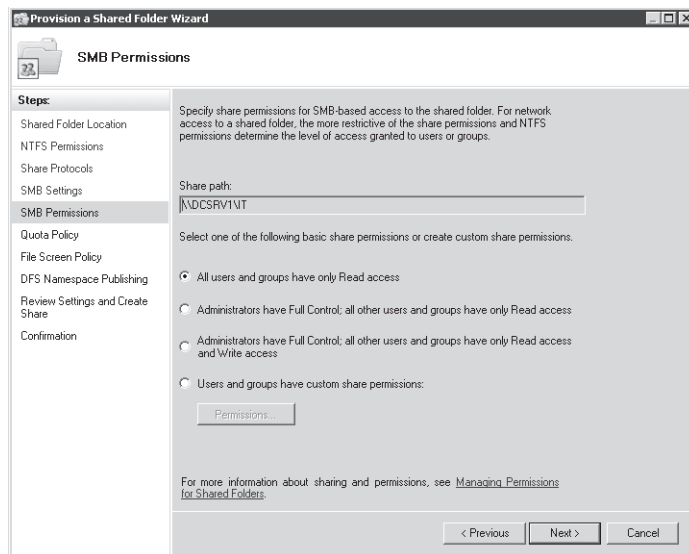 Provision a Shared Folder Wizard
SMB Permissions
Steps:
Shared Folder Location
NTFS Permissions
Share Protocols
SMB Settings
SMB Permissions
Quota Policy
File Screen Policy
DFS Namespace Publishing
Review Settings and Create
Share
Confirmation
Specify share permissions for SMB-based access to the shared folder. For network
access to a shared folder, the more restrictive of the share permissions and NTFS
permissions determine the level of access granted to users or groups.
Share path:
\\DCSRV1\IT
Select one of the following basic share permissions or create custom share permissions.
All users and groups have only Read access
Administrators have Full Control; all other users and groups have only Read access
Administrators have Full Control; all other users and groups have only Read access
and Write access
Users and groups have custom share permissions:
Permissions...
For more information about sharing and permissions, see Managing Permissions
for Shared Folders.
< Previous
Next >
Cancel